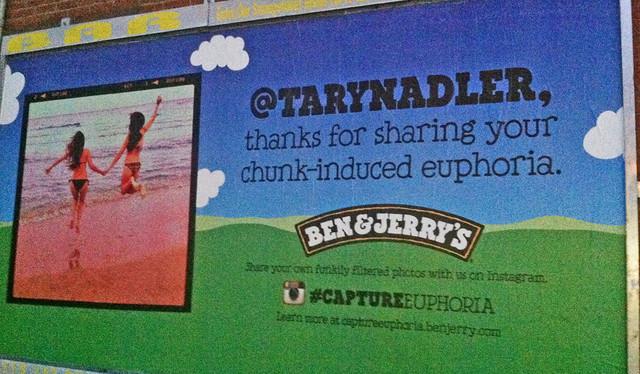 @TARYNADLER,
thanks for sharing your
chunk-induced euphoria.
BEN & JERRY'S
Share your own funkily filtered photos with us on Instagram.
#CAPTUREEUPHORIA
Learn more at captureeuphoria.benjerry.com